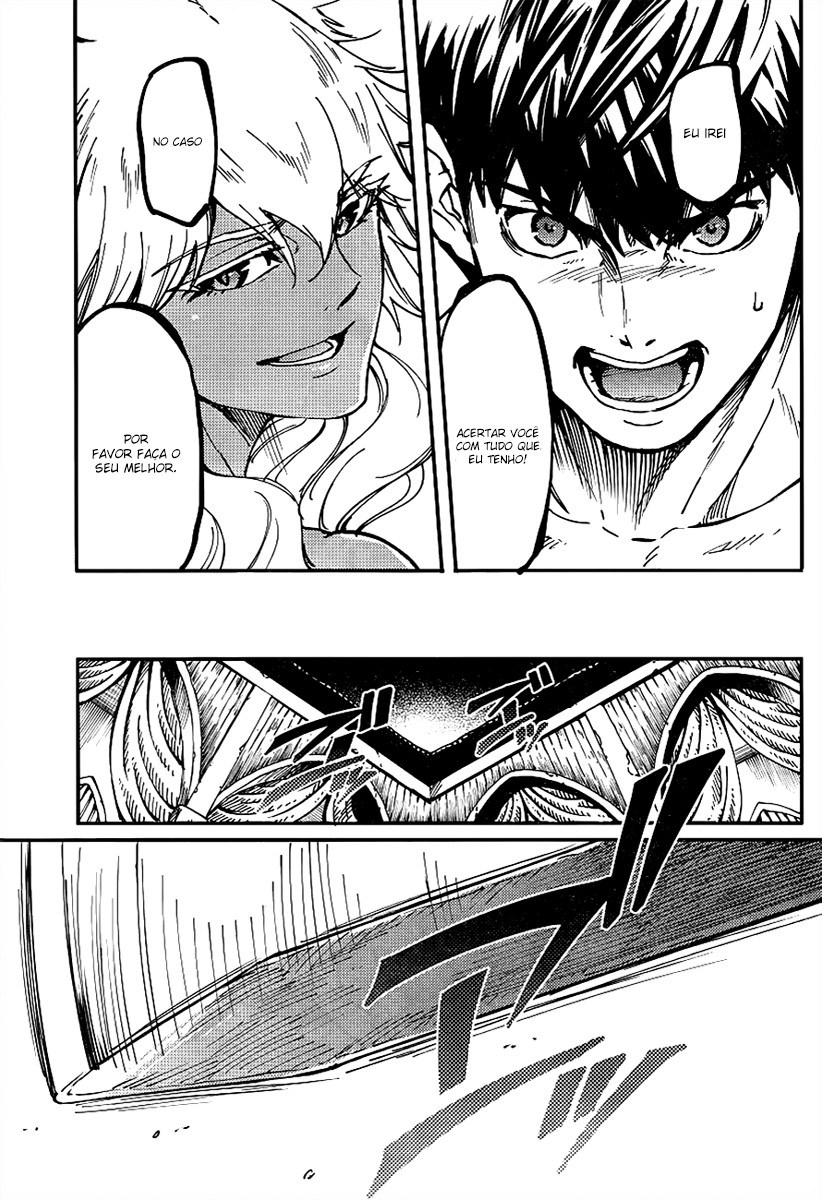 EU IREI
ACERTAR VOCÊ
COM TUDO QUE
EU TENHO!
NO CASO
POR
FAVOR FAÇA O
SEU MELHOR.